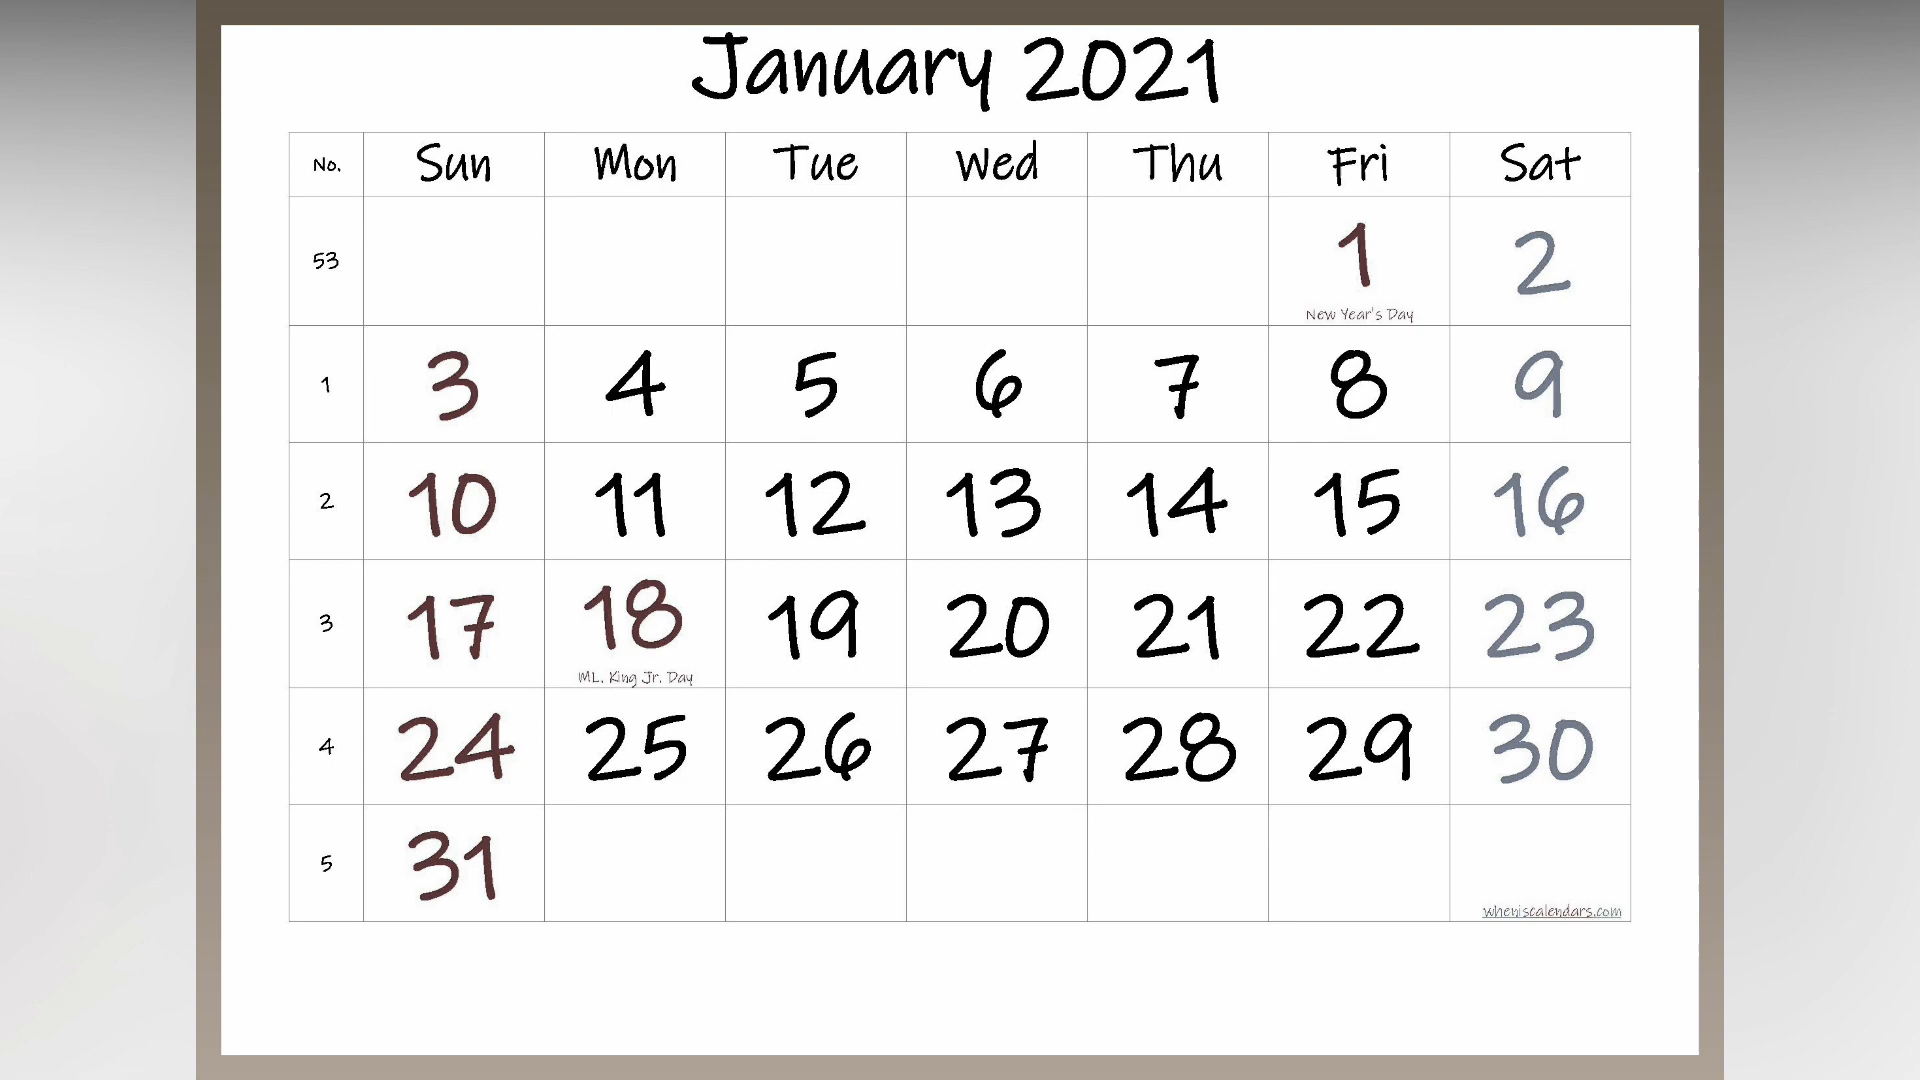 January 2021
No. Sun Mon Tue Wed Thu Fri Sat
53 1 2
New Year's Day
1 3 4 5 6 7 8 9
2 10 11 12 13 14 15 16
3 17 18 19 20 21 22 23
ML. King Jr. Day
4 24 25 26 27 28 29 30
5 31
wheniscalendars.com